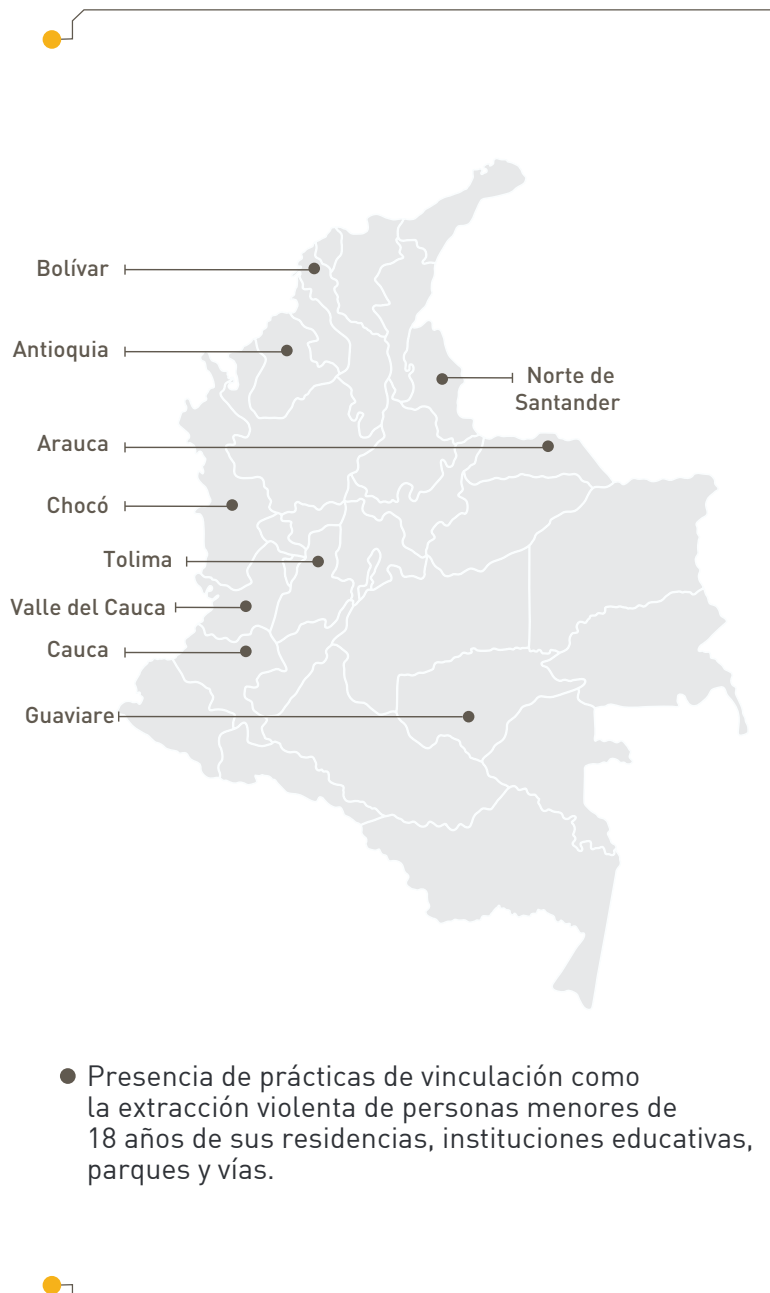 Bolívar
Antioquia
Norte de
Santander
Arauca
Chocó
Tolima
Valle del Cauca
Cauca
Guaviare
Presencia de prácticas de vinculación como
la extracción violenta de personas menores de
18 años de sus residencias, instituciones educativas,
parques y vías.